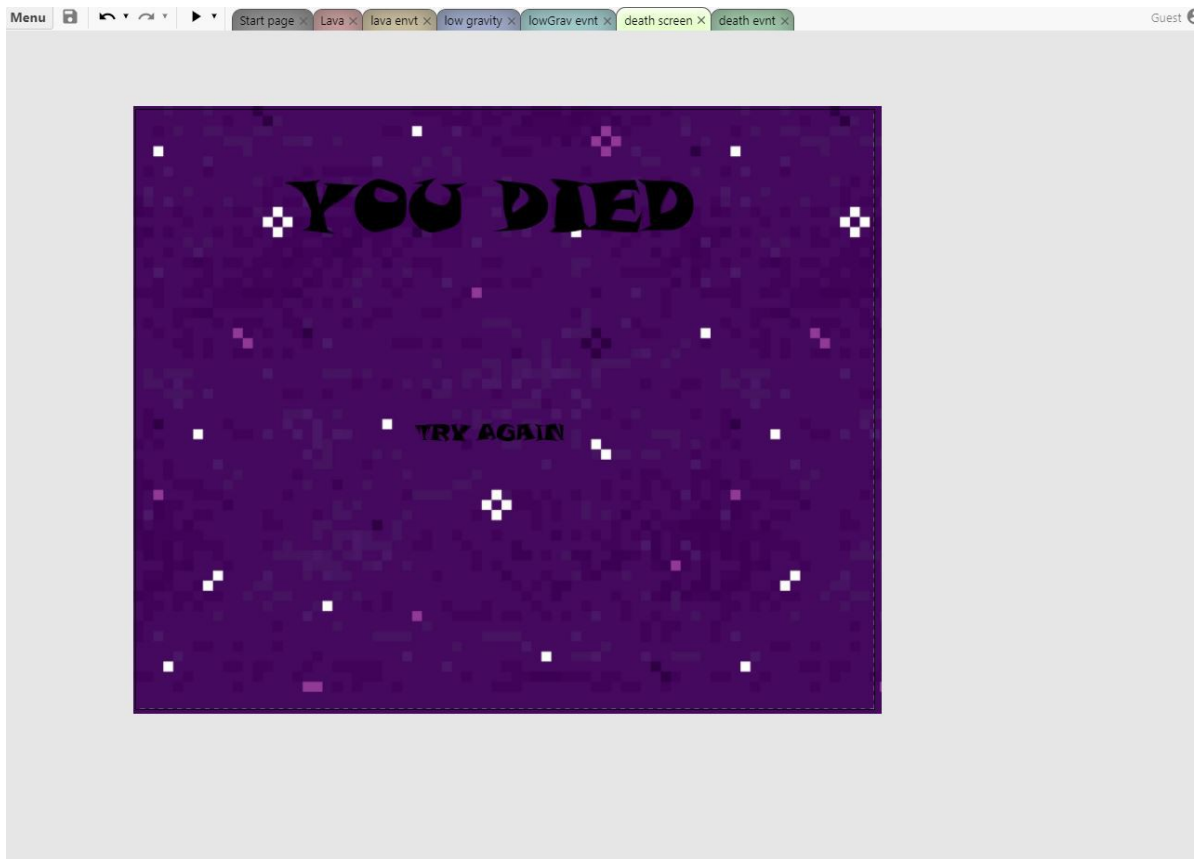 Menu Start page Lava lava envt low gravity lowGrav evnt death screen death evnt Guest
YOU DIED
TRY AGAIN